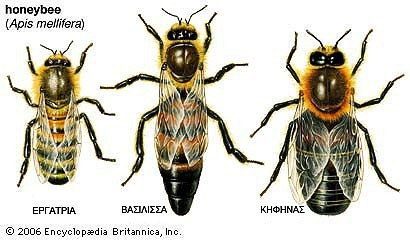 honeybee
(Apis mellifera)
ΕΡΓΑΤΡΙΑ ΒΑΣΙΛΙΣΣΑ ΚΗΦΗΝΑΣ
© 2006 Encyclopædia Britannica, Inc.